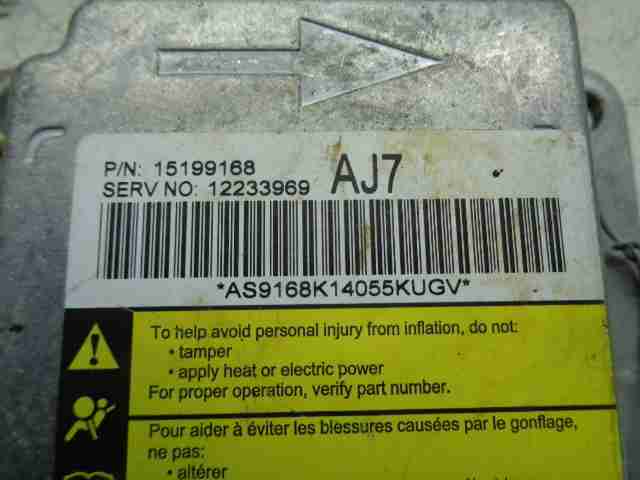 P/N: 15199168
SERV NO: 12233969 AJ7
*AS9168K14055KUGV*
To help avoid personal injury from inflation, do not:
• tamper
• apply heat or electric power
For proper operation, verify part number.
Pour aider à éviter les blessures causées par le gonflage,
ne pas:
• altérer